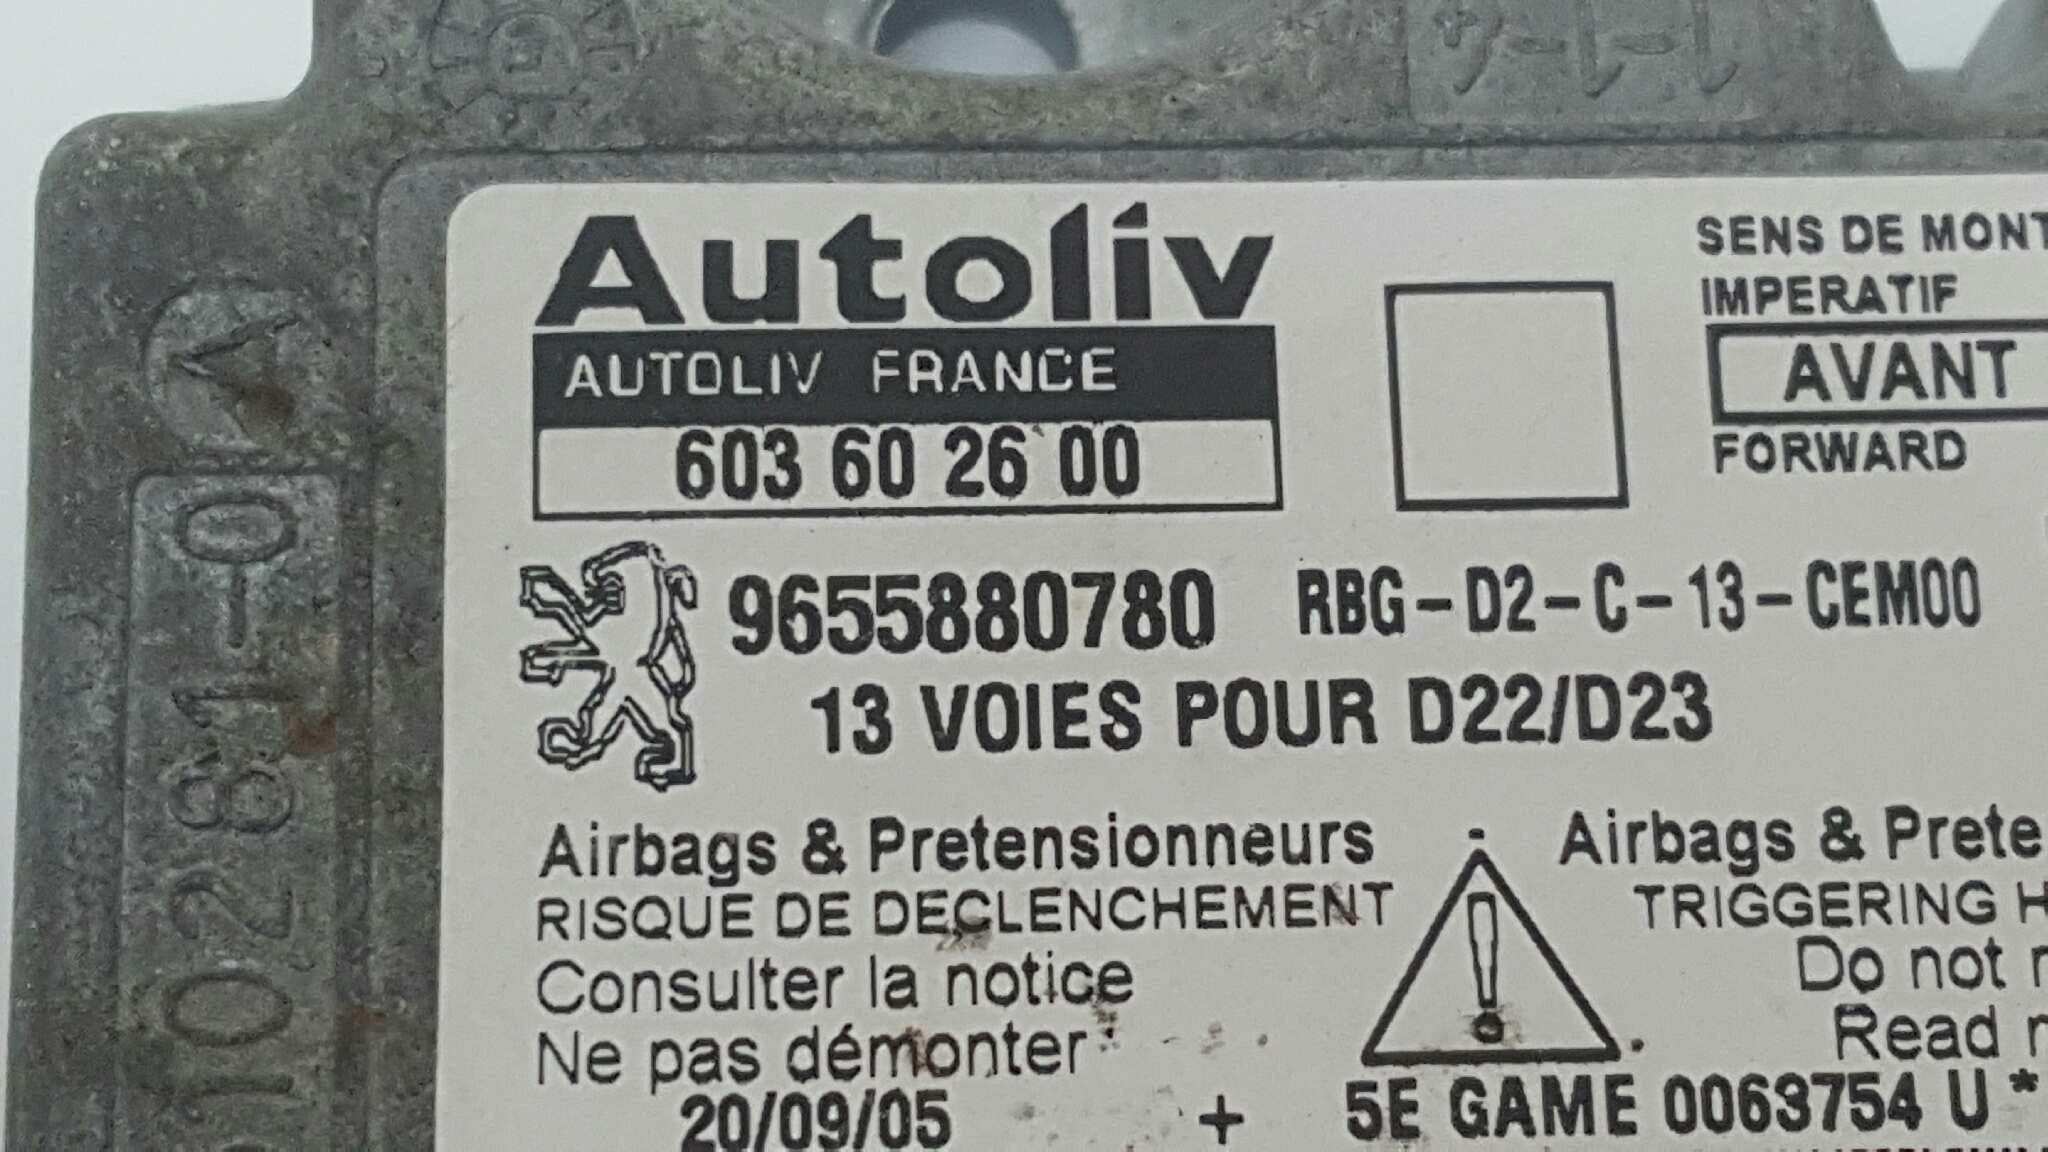 Autoliv
AUTOLIV FRANCE
603 60 26 00
SENS DE MONT
IMPERATIF
AVANT
FORWARD
9655880780 RBG-D2-C-13-CEM00
13 VOIES POUR D22/D23
Airbags & Pretensionneurs
RISQUE DE DECLENCHEMENT
Consulter la notice
Ne pas démonter
20/09/05 +
Airbags & Prete
TRIGGERING H
Do not
Read
5E GAME 0063754 U *
10281-0